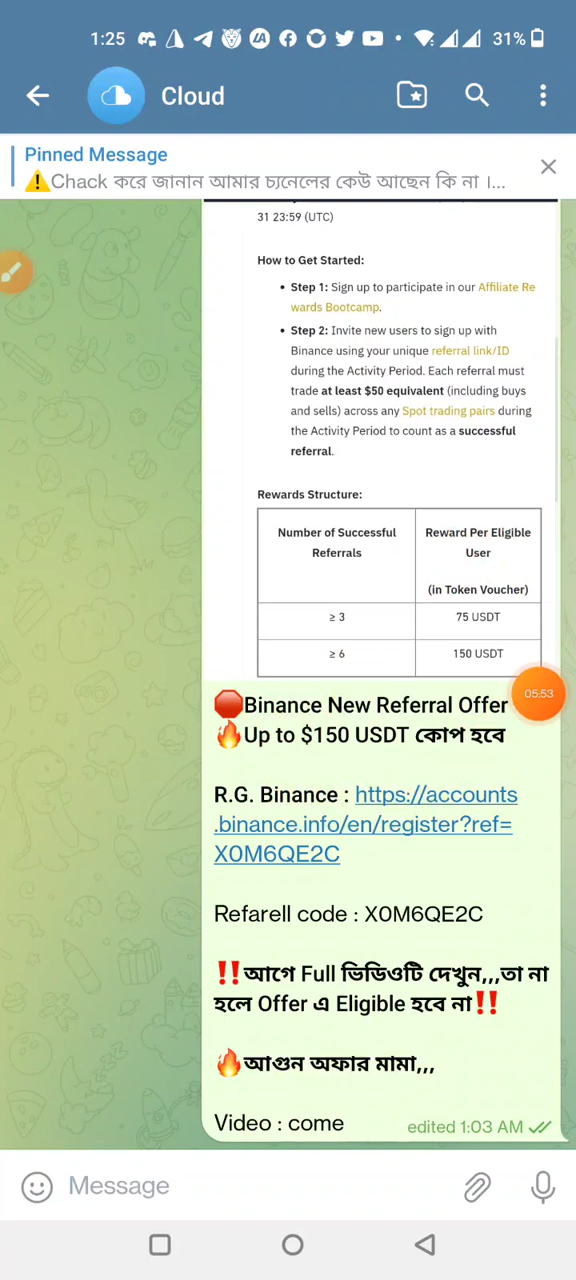 1:25
31%
Cloud
Pinned Message
⚠️Chack করে জানান আমার চ্যনেলের কেউ আছেন কি না ।...
31 23:59 (UTC)
How to Get Started:
• Step 1: Sign up to participate in our Affiliate Re
wards Bootcamp.
• Step 2: Invite new users to sign up with
Binance using your unique referral link/ID
during the Activity Period. Each referral must
trade at least $50 equivalent (including buys
and sells) across any Spot trading pairs during
the Activity Period to count as a successful
referral.
Rewards Structure:
Number of Successful
Referrals
Reward Per Eligible
User
(in Token Voucher)
≥ 3
75 USDT
≥ 6
150 USDT
05:53
🛑Binance New Referral Offer
🔥Up to $150 USDT কোপ হবে
R.G. Binance : https://accounts
.binance.info/en/register?ref=
X0M6QE2C
Refarell code : X0M6QE2C
‼️আগে Full ভিডিওটি দেখুন,,,তা না
হলে Offer এ Eligible হবে না‼️
🔥আগুন অফার মামা,,,
Video : come
edited 1:03 AM
Message